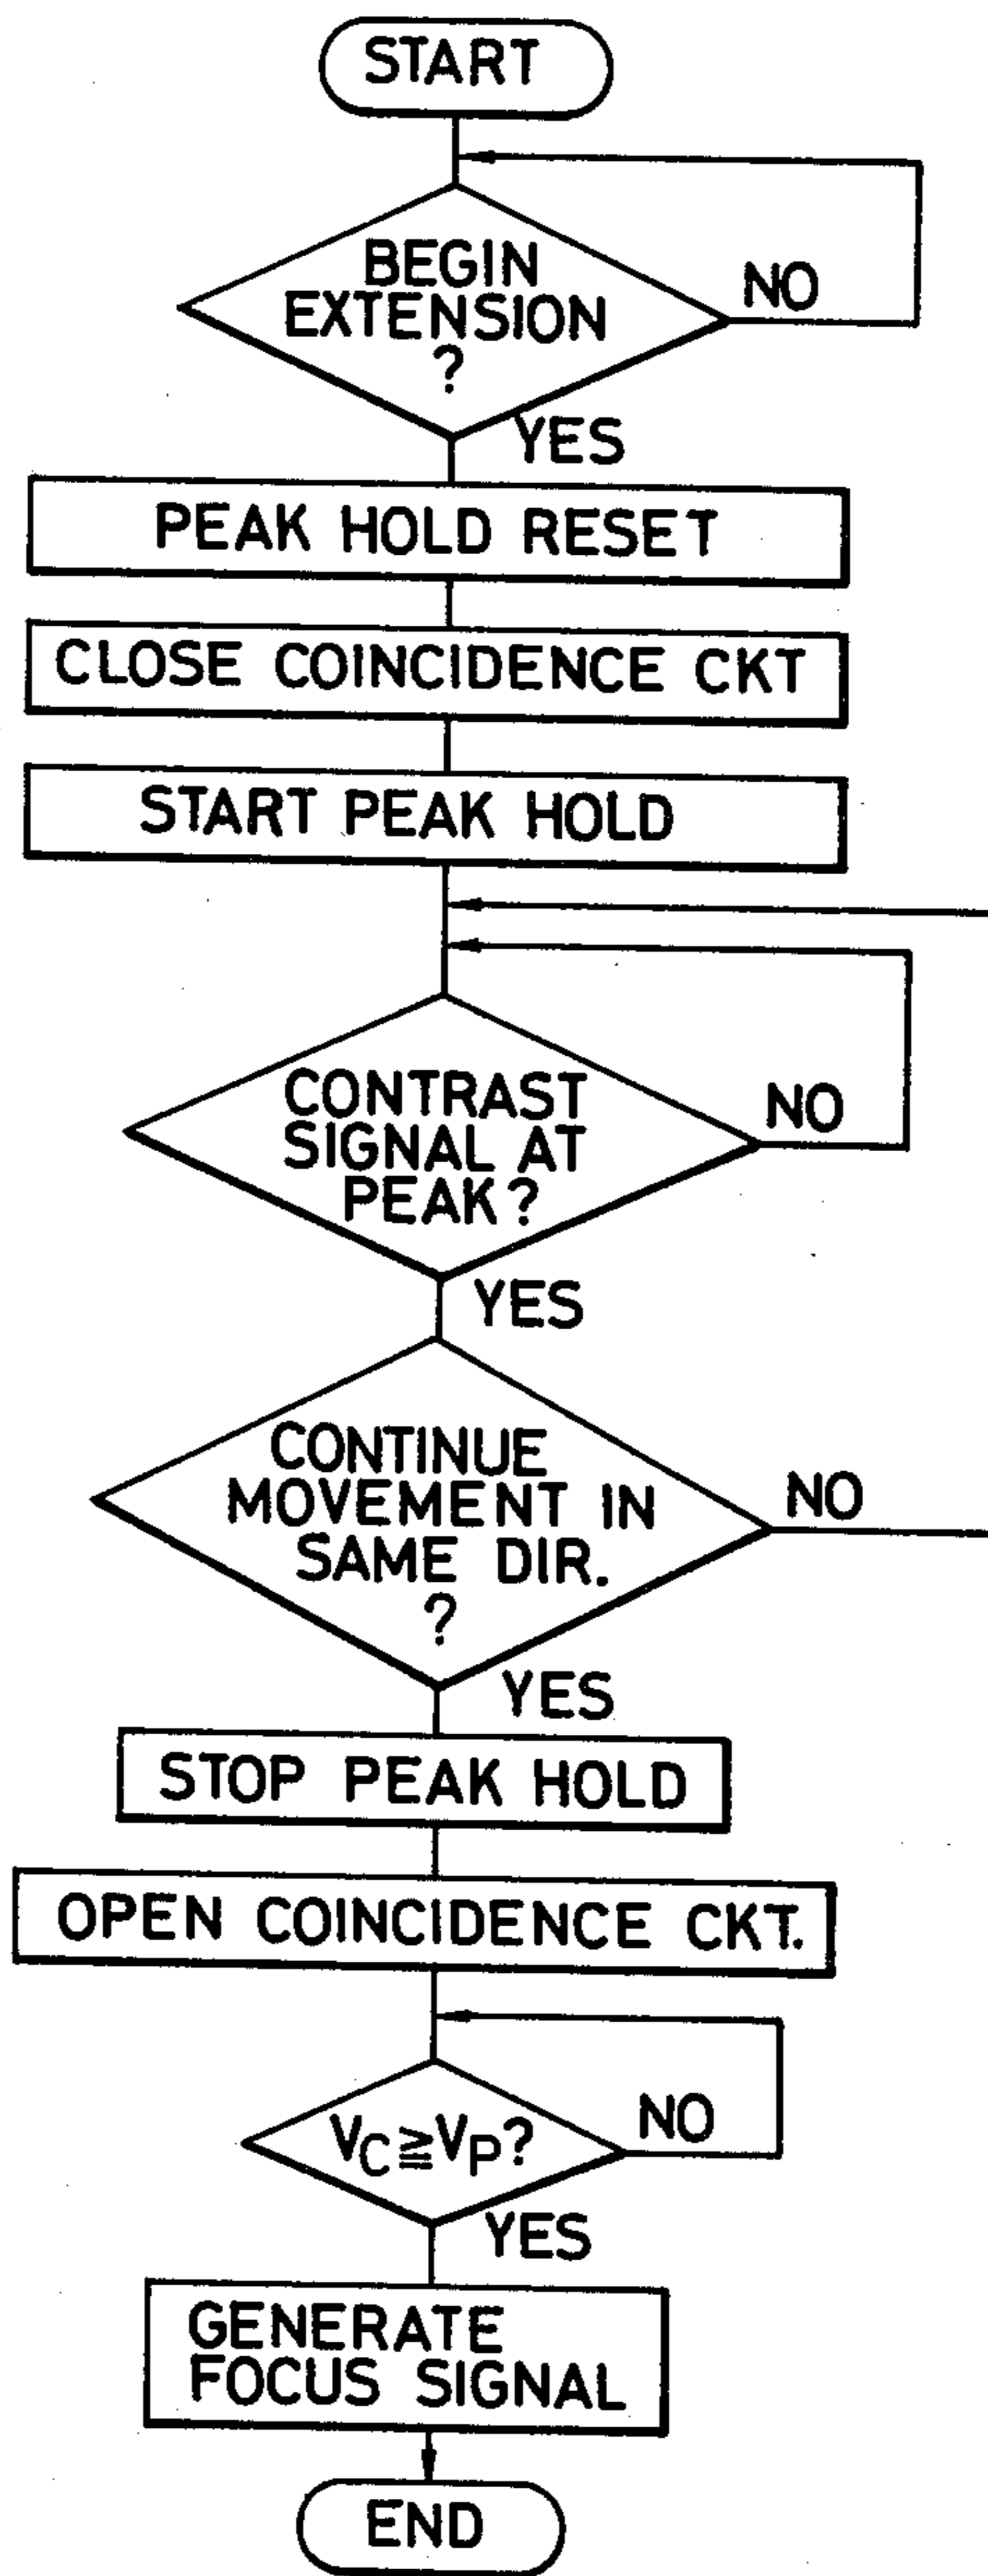 START
BEGIN
EXTENSION
?
NO
YES
PEAK HOLD RESET
CLOSE COINCIDENCE CKT
START PEAK HOLD
CONTRAST
SIGNAL AT
PEAK?
NO
YES
CONTINUE
MOVEMENT IN
SAME DIR.
?
NO
YES
STOP PEAK HOLD
OPEN COINCIDENCE CKT.
VC≧VP?
NO
YES
GENERATE
FOCUS SIGNAL
END